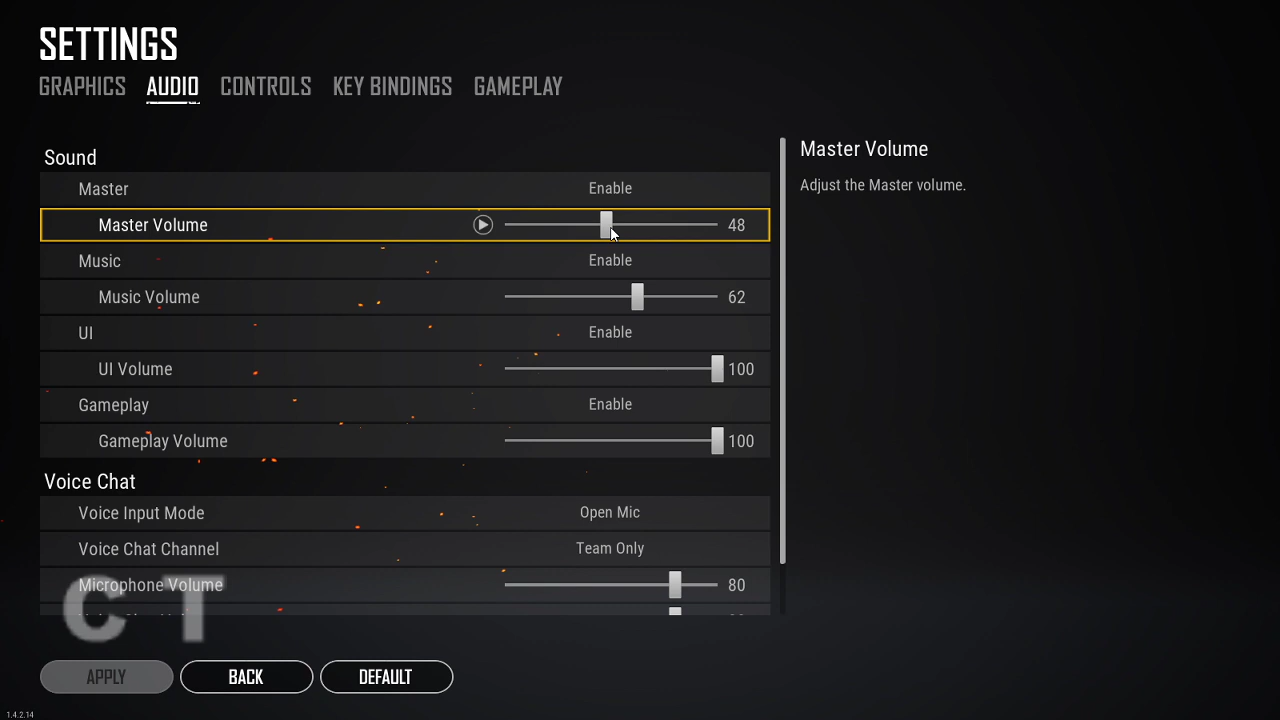 SETTINGS
GRAPHICS AUDIO CONTROLS KEY BINDINGS GAMEPLAY
Sound
Master Enable
Master Volume 48
Music Enable
Music Volume 62
UI Enable
UI Volume 100
Gameplay Enable
Gameplay Volume 100
Voice Chat
Voice Input Mode Open Mic
Voice Chat Channel Team Only
Microphone Volume 80
CT
APPLY BACK DEFAULT
1.4.2.14
Master Volume
Adjust the Master volume.